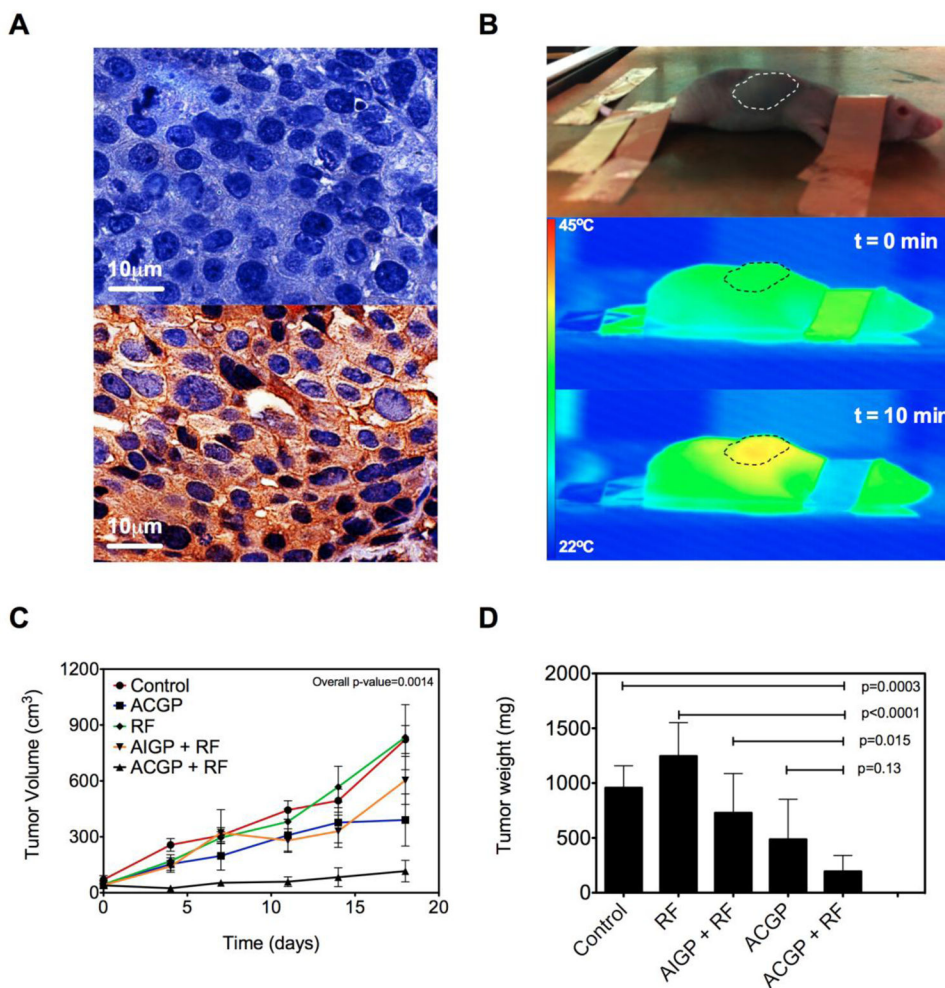 A
B
10μm
10μm
45ºC
t = 0 min
t = 10 min
22ºC
C
D
1200
900
600
300
0
Tumor Volume (cm³)
Control
ACGP
RF
AIGP + RF
ACGP + RF
Overall p-value=0.0014
0
5
10
15
20
Time (days)
2000
1500
1000
500
0
Tumor weight (mg)
p=0.0003
p<0.0001
p=0.015
p=0.13
Control
RF
AIGP + RF
ACGP
ACGP + RF